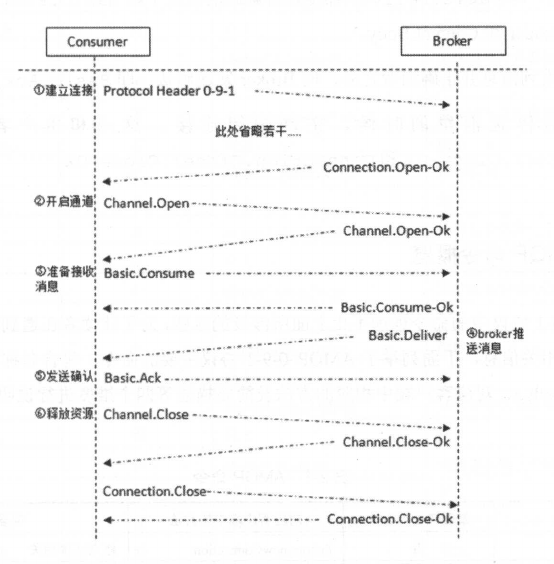 Consumer
Broker
①建立连接
Protocol Header 0-9-1
此处省略若干.....
Connection.Open-Ok
②开启通道
Channel.Open
Channel.Open-Ok
③准备接收
消息
Basic.Consume
Basic.Consume-Ok
Basic.Deliver
④broker推
送消息
⑤发送确认
Basic.Ack
⑥释放资源
Channel.Close
Channel.Close-Ok
Connection.Close
Connection.Close-Ok